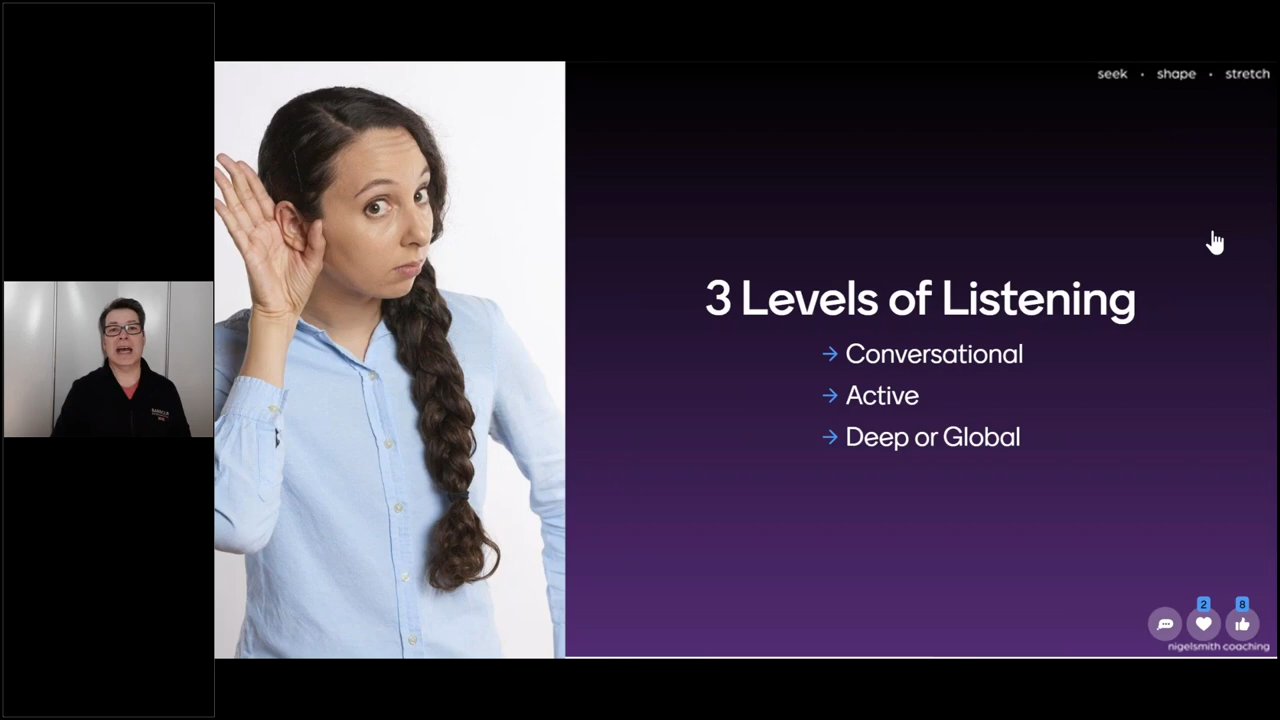 seek • shape • stretch
3 Levels of Listening
→ Conversational
→ Active
→ Deep or Global
2 8
nigelsmith coaching